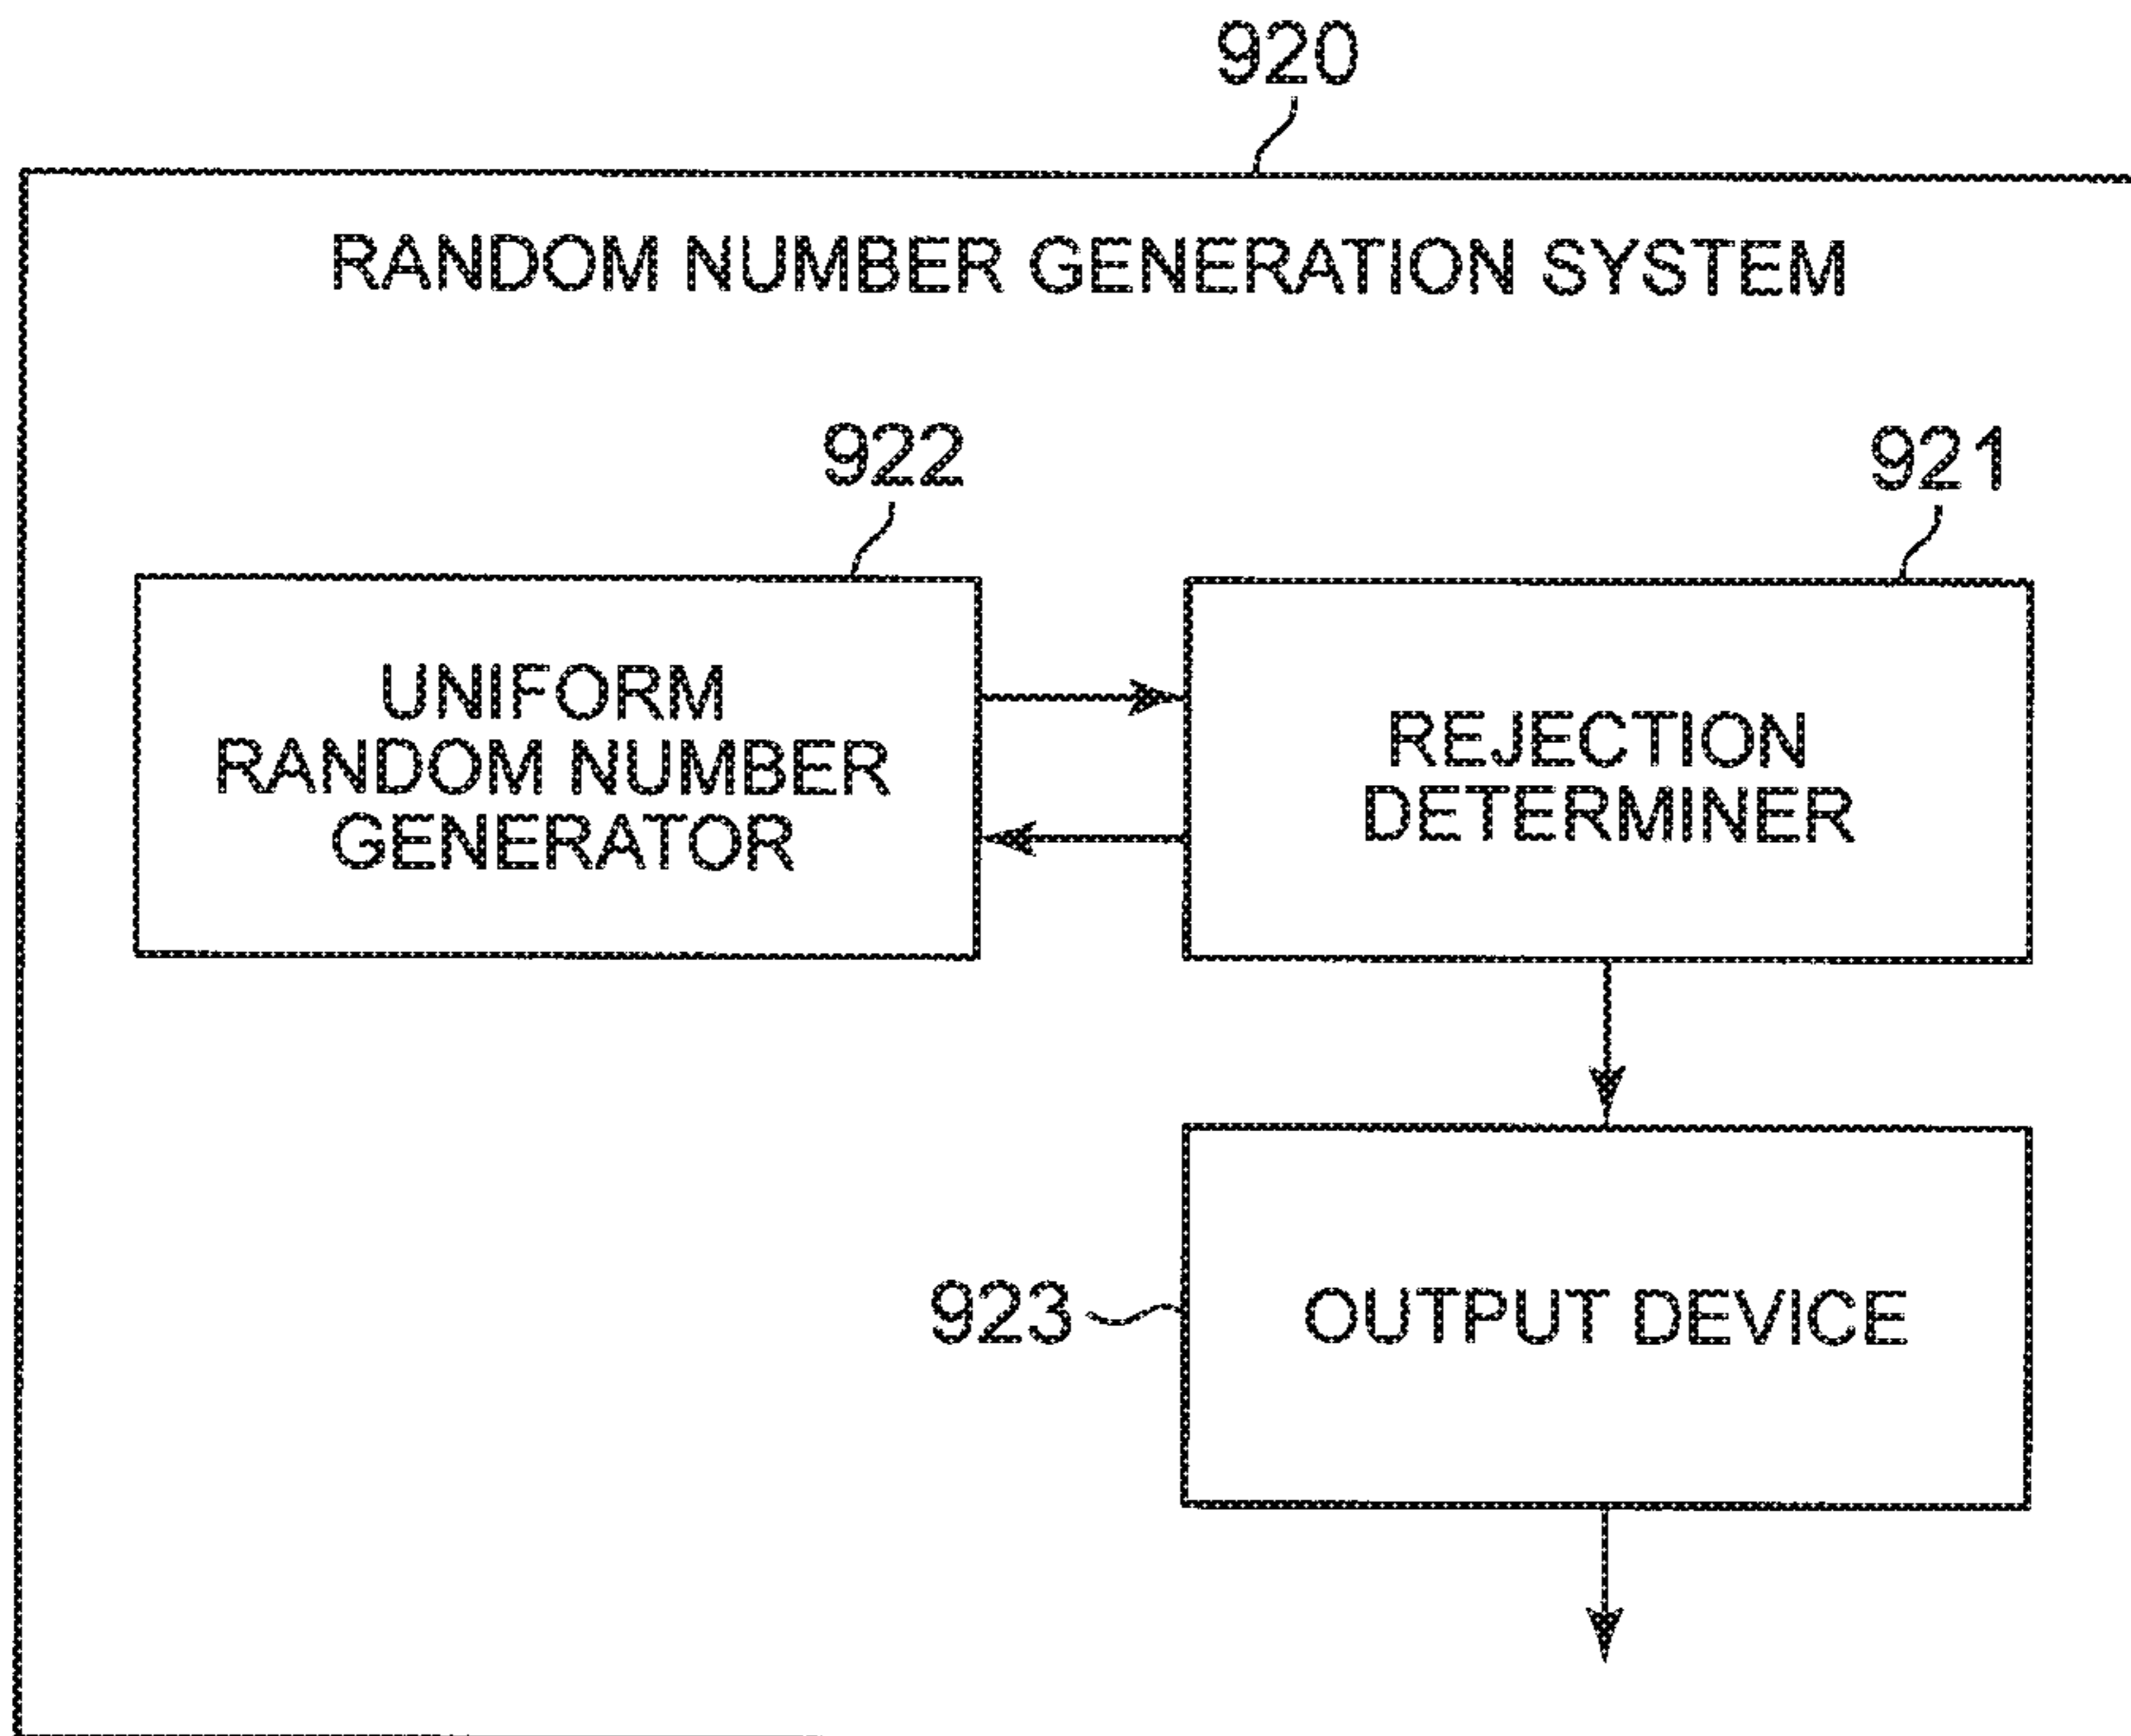 920
RANDOM NUMBER GENERATION SYSTEM
922
921
UNIFORM
RANDOM NUMBER
GENERATOR
REJECTION
DETERMINER
923
OUTPUT DEVICE